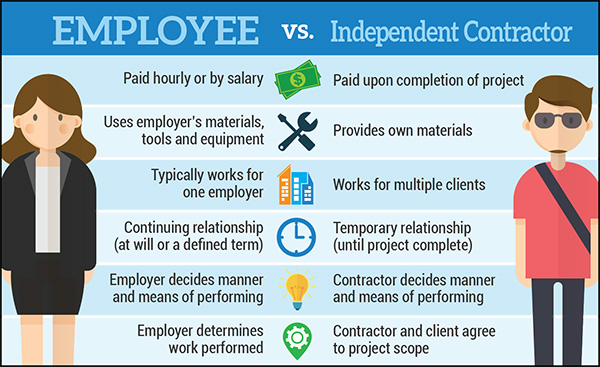 EMPLOYEE vs. Independent Contractor
Paid hourly or by salary
Paid upon completion of project
Uses employer's materials,
tools and equipment
Provides own materials
Typically works for
one employer
Works for multiple clients
Continuing relationship
(at will or a defined term)
Temporary relationship
(until project complete)
Employer decides manner
and means of performing
Contractor decides manner
and means of performing
Employer determines
work performed
Contractor and client agree
to project scope